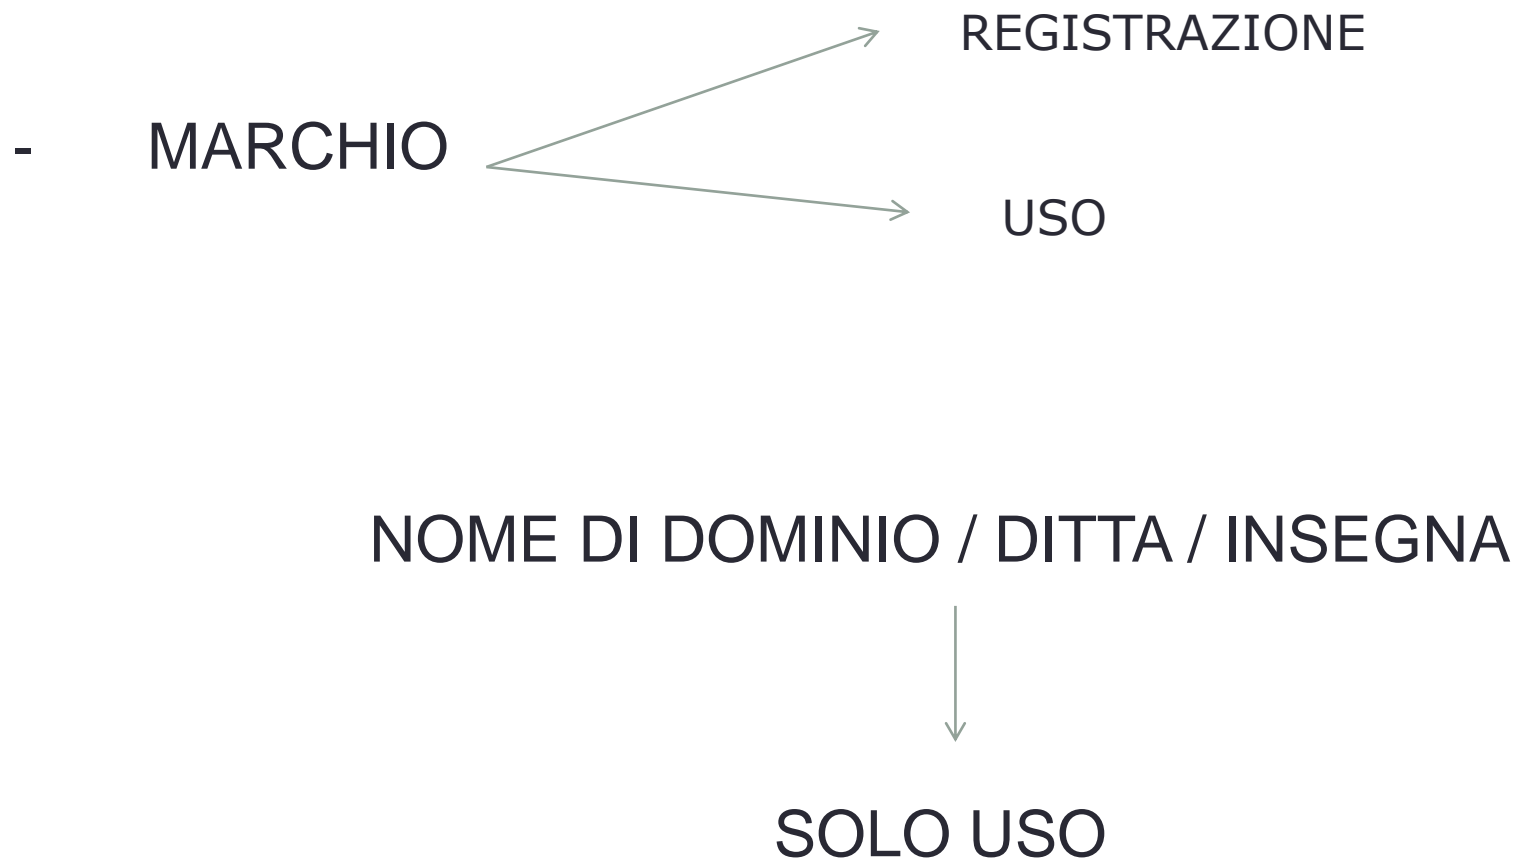 REGISTRAZIONE
- MARCHIO
USO
NOME DI DOMINIO / DITTA / INSEGNA
SOLO USO